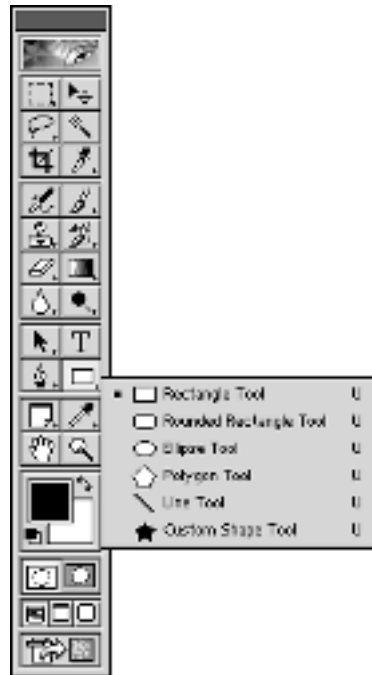 T
Rectangle Tool U
Rounded Rectangle Tool U
Ellipse Tool U
Polygon Tool U
Line Tool U
Custom Shape Tool U